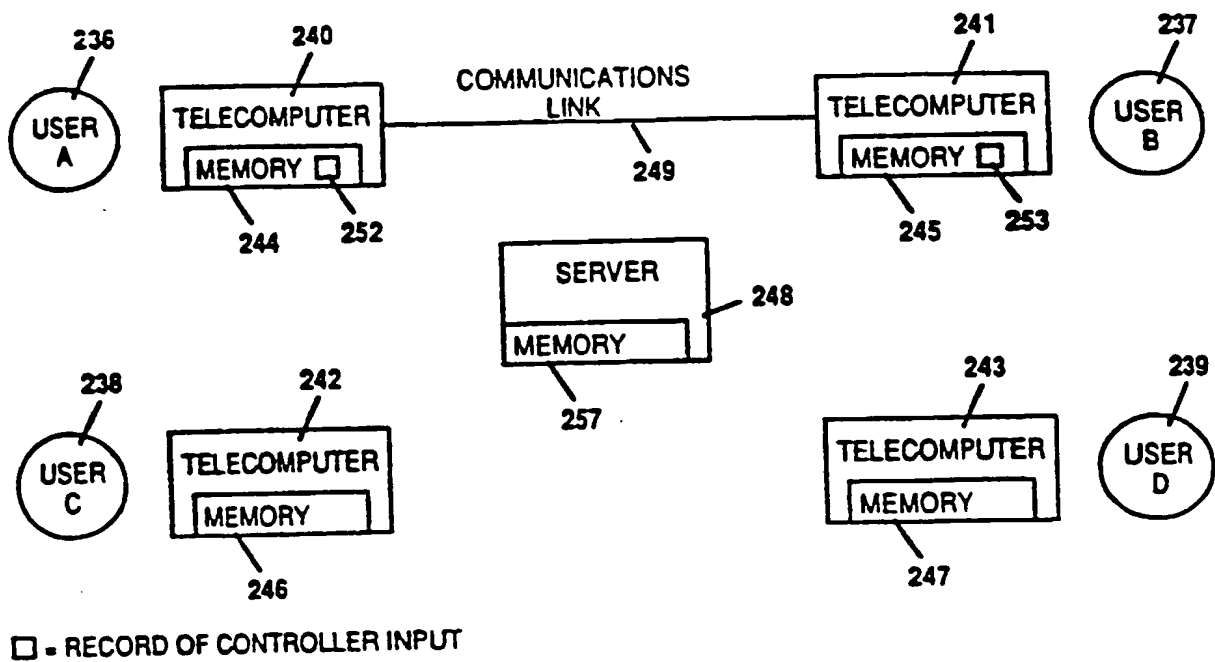 236
240
241
237
COMMUNICATIONS
LINK
USER
A
TELECOMPUTER
MEMORY
TELECOMPUTER
MEMORY
USER
B
249
244
252
245
253
SERVER
248
MEMORY
257
238
242
243
239
USER
C
TELECOMPUTER
MEMORY
TELECOMPUTER
MEMORY
USER
D
246
247
□ = RECORD OF CONTROLLER INPUT